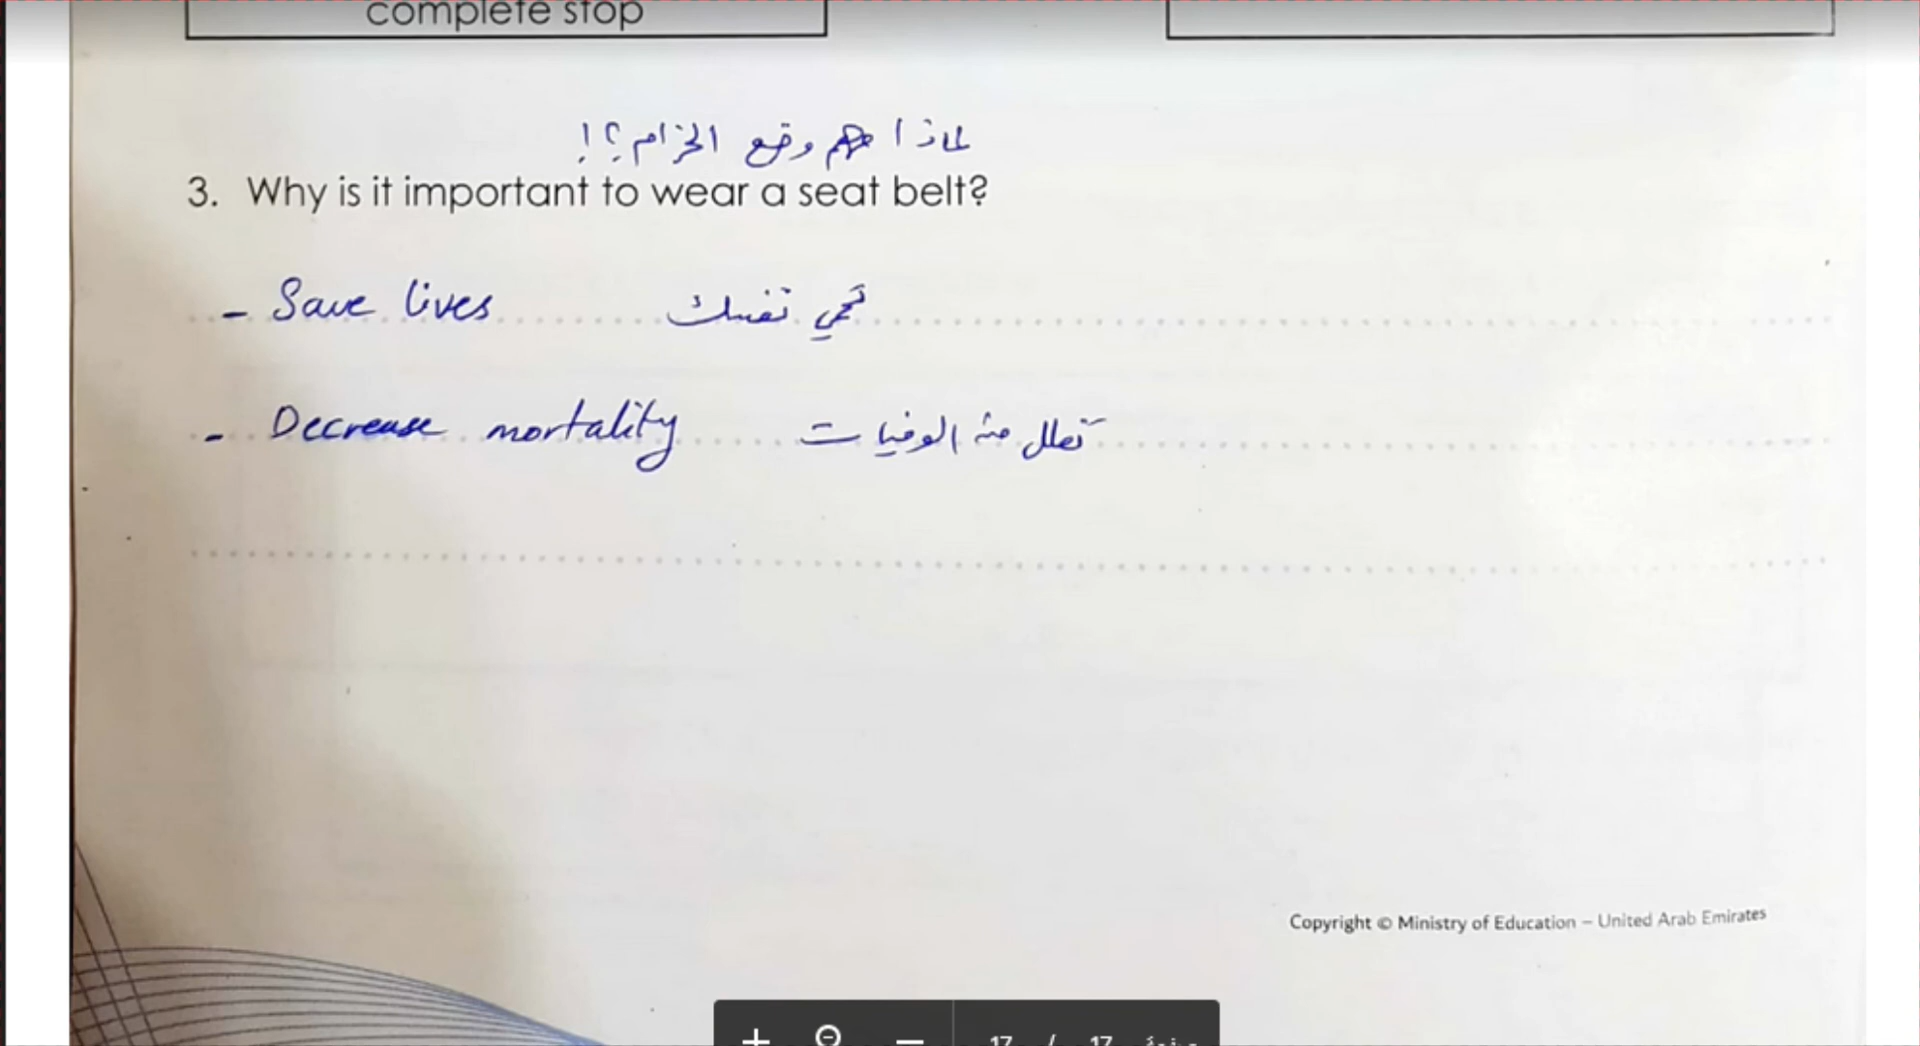 complete stop
لماذا مهم وضع الحزام؟!
3. Why is it important to wear a seat belt?
- Save lives تحمي نفسك
- Decrease mortality تقلل من الوفيات
Copyright © Ministry of Education – United Arab Emirates
17 / 17